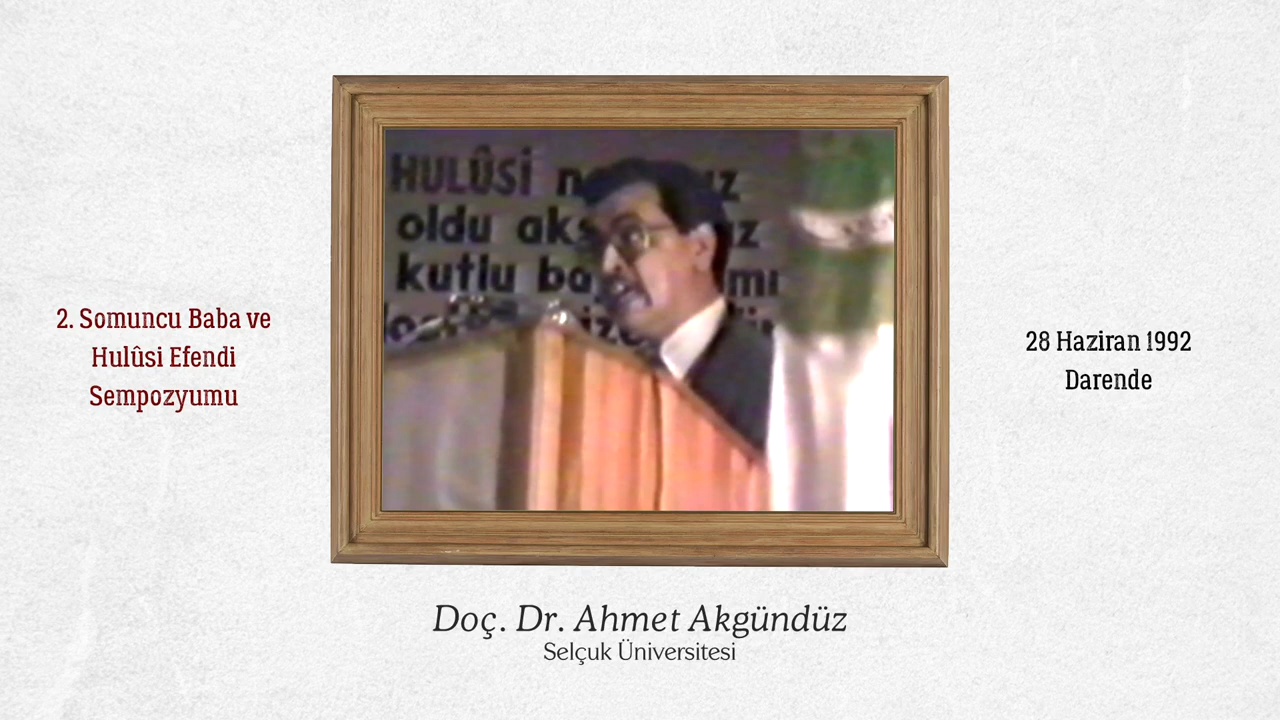 2. Somuncu Baba ve
Hulûsi Efendi
Sempozyumu
HULÛSİ
oldu
kutlu
28 Haziran 1992
Darende
Doç. Dr. Ahmet Akgündüz
Selçuk Üniversitesi